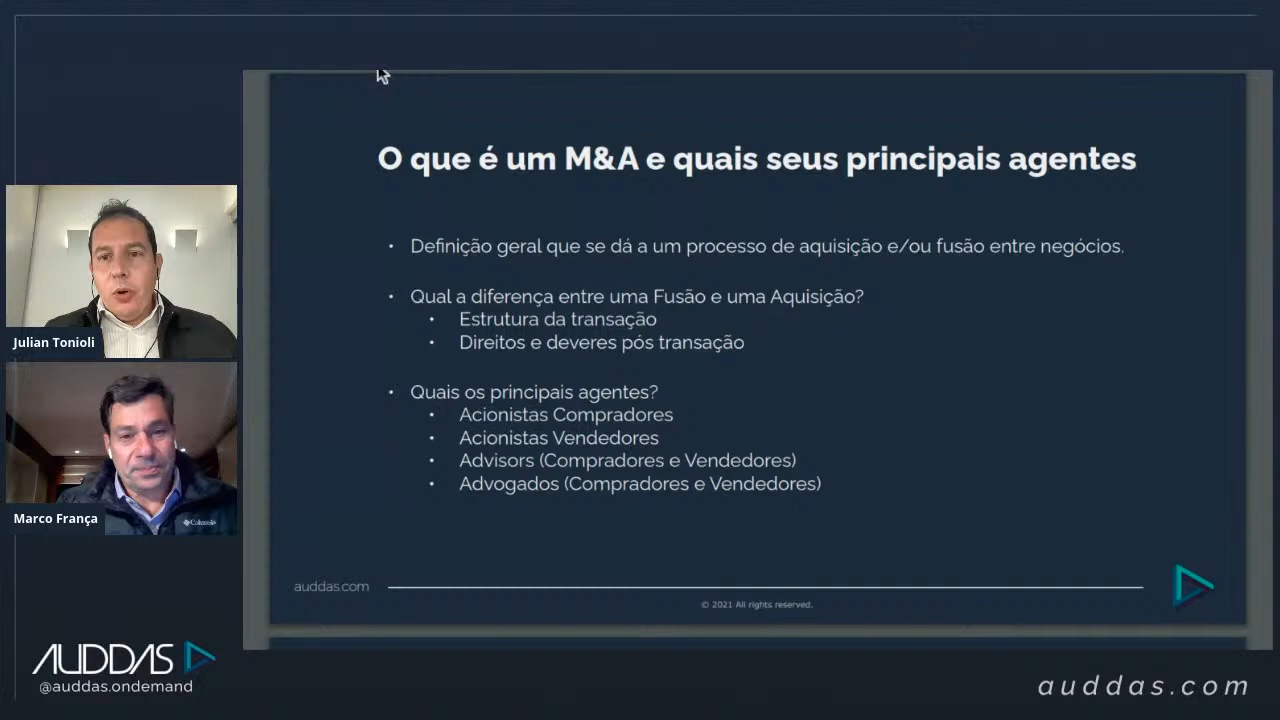 O que é um M&A e quais seus principais agentes
• Definição geral que se dá a um processo de aquisição e/ou fusão entre negócios.
• Qual a diferença entre uma Fusão e uma Aquisição?
• Estrutura da transação
• Direitos e deveres pós transação
• Quais os principais agentes?
• Acionistas Compradores
• Acionistas Vendedores
• Advisors (Compradores e Vendedores)
• Advogados (Compradores e Vendedores)
auddas.com
© 2021 All rights reserved.
Julian Tonioli
Marco França
Columbia
AUDDAS
@auddas.ondemand
auddas.com